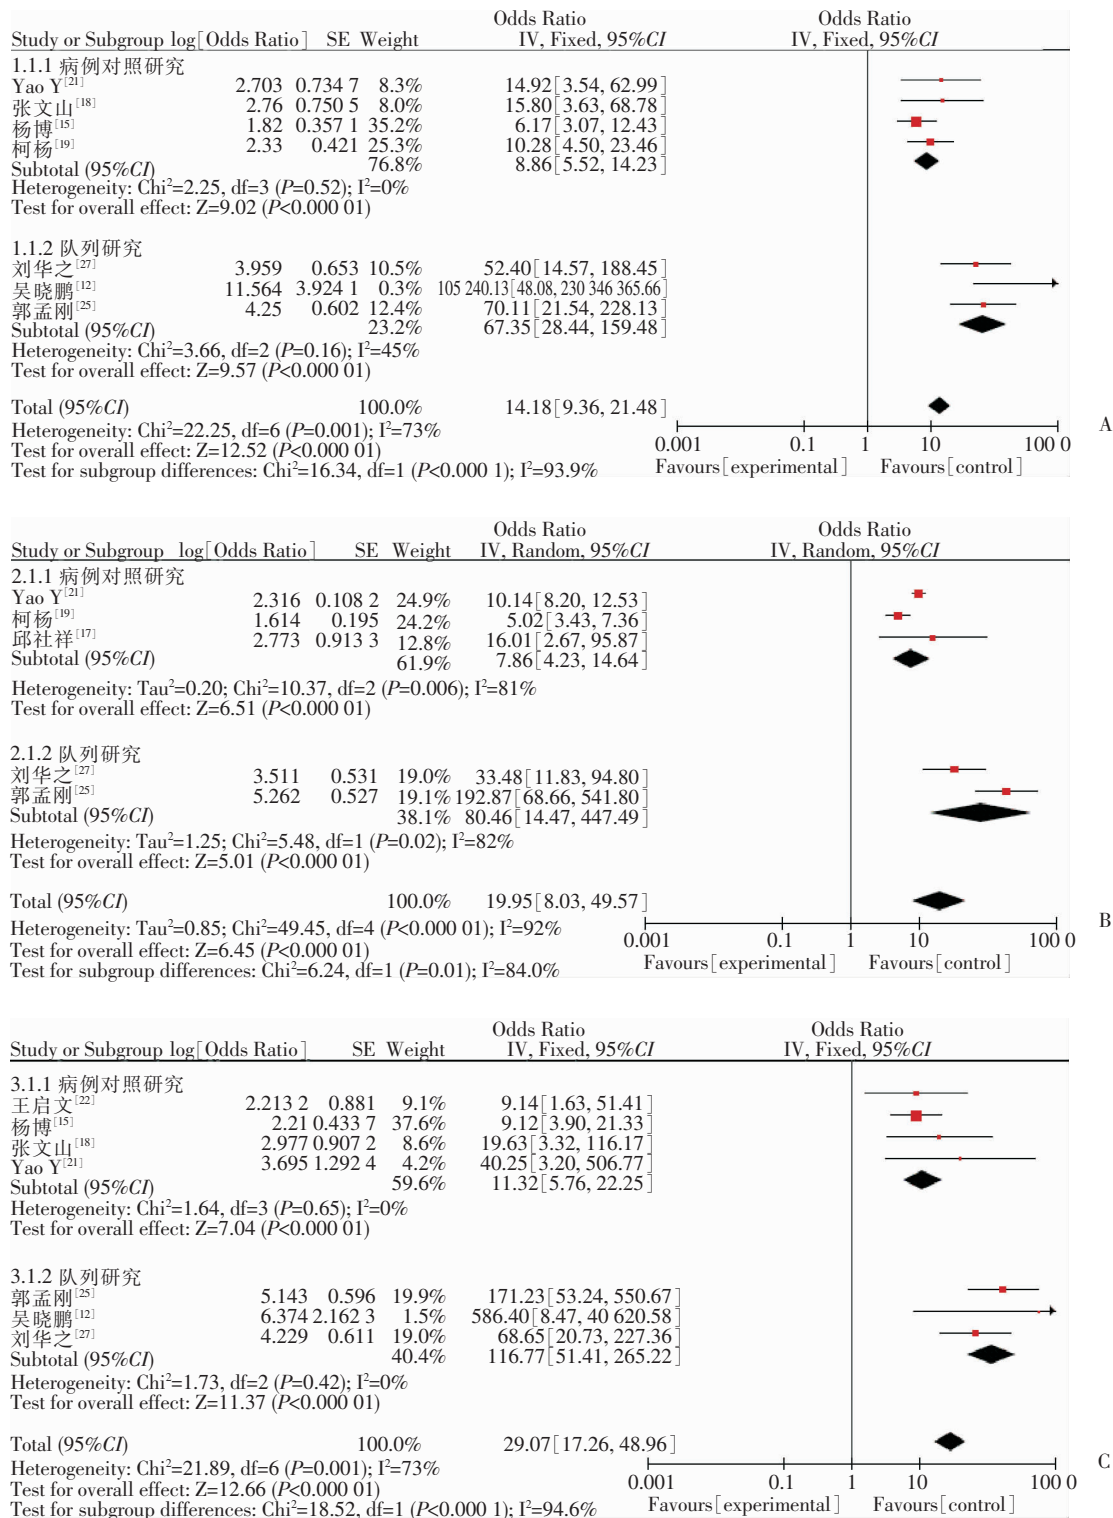 Odds Ratio Odds Ratio
Study or Subgroup log[Odds Ratio] SE Weight IV, Fixed, 95%CI IV, Fixed, 95%CI
1.1.1 病例对照研究
Yao Y[21] 2.703 0.734 7 8.3% 14.92[3.54, 62.99]
张文山[18] 2.76 0.750 5 8.0% 15.80[3.63, 68.78]
杨博[15] 1.82 0.357 1 35.2% 6.17[3.07, 12.43]
柯杨[19] 2.33 0.421 25.3% 10.28[4.50, 23.46]
Subtotal (95%CI) 76.8% 8.86[5.52, 14.23]
Heterogeneity: Chi²=2.25, df=3 (P=0.52); I²=0%
Test for overall effect: Z=9.02 (P<0.000 01)
1.1.2 队列研究
刘华之[27] 3.959 0.653 10.5% 52.40[14.57, 188.45]
吴晓鹏[12] 11.564 3.924 1 0.3% 105 240.13[48.08, 230 346 365.66]
郭孟刚[25] 4.25 0.602 12.4% 70.11[21.54, 228.13]
Subtotal (95%CI) 23.2% 67.35[28.44, 159.48]
Heterogeneity: Chi²=3.66, df=2 (P=0.16); I²=45%
Test for overall effect: Z=9.57 (P<0.000 01)
Total (95%CI) 100.0% 14.18[9.36, 21.48]
Heterogeneity: Chi²=22.25, df=6 (P=0.001); I²=73%
0.001 0.1 1 10 100 0 A
Test for overall effect: Z=12.52 (P<0.000 01)
Test for subgroup differences: Chi²=16.34, df=1 (P<0.000 1); I²=93.9% Favours[experimental] Favours[control]
Odds Ratio Odds Ratio
Study or Subgroup log[Odds Ratio] SE Weight IV, Random, 95%CI IV, Random, 95%CI
2.1.1 病例对照研究
Yao Y[21] 2.316 0.108 2 24.9% 10.14[8.20, 12.53]
柯杨[19] 1.614 0.195 24.2% 5.02[3.43, 7.36]
邱社祥[17] 2.773 0.913 3 12.8% 16.01[2.67, 95.87]
Subtotal (95%CI) 61.9% 7.86[4.23, 14.64]
Heterogeneity: Tau²=0.20; Chi²=10.37, df=2 (P=0.006); I²=81%
Test for overall effect: Z=6.51 (P<0.000 01)
2.1.2 队列研究
刘华之[27] 3.511 0.531 19.0% 33.48[11.83, 94.80]
郭孟刚[25] 5.262 0.527 19.1% 192.87[68.66, 541.80]
Subtotal (95%CI) 38.1% 80.46[14.47, 447.49]
Heterogeneity: Tau²=1.25; Chi²=5.48, df=1 (P=0.02); I²=82%
Test for overall effect: Z=5.01 (P<0.000 01)
Total (95%CI) 100.0% 19.95[8.03, 49.57]
Heterogeneity: Tau²=0.85; Chi²=49.45, df=4 (P<0.000 01); I²=92% B
Test for overall effect: Z=6.45 (P<0.000 01) 0.001 0.1 1 10 100 0
Test for subgroup differences: Chi²=6.24, df=1 (P=0.01); I²=84.0% Favours[experimental] Favours[control]
Odds Ratio Odds Ratio
Study or Subgroup log[Odds Ratio] SE Weight IV, Fixed, 95%CI IV, Fixed, 95%CI
3.1.1 病例对照研究
王启文[22] 2.213 2 0.881 9.1% 9.14[1.63, 51.41]
杨博[15] 2.21 0.433 7 37.6% 9.12[3.90, 21.33]
张文山[18] 2.977 0.907 2 8.6% 19.63[3.32, 116.17]
Yao Y[21] 3.695 1.292 4 4.2% 40.25[3.20, 506.77]
Subtotal (95%CI) 59.6% 11.32[5.76, 22.25]
Heterogeneity: Chi²=1.64, df=3 (P=0.65); I²=0%
Test for overall effect: Z=7.04 (P<0.000 01)
3.1.2 队列研究
郭孟刚[25] 5.143 0.596 19.9% 171.23[53.24, 550.67]
吴晓鹏[12] 6.374 2.162 3 1.5% 586.40[8.47, 40 620.58]
刘华之[27] 4.229 0.611 19.0% 68.65[20.73, 227.36]
Subtotal (95%CI) 40.4% 116.77[51.41, 265.22]
Heterogeneity: Chi²=1.73, df=2 (P=0.42); I²=0%
Test for overall effect: Z=11.37 (P<0.000 01)
Total (95%CI) 100.0% 29.07[17.26, 48.96]
Heterogeneity: Chi²=21.89, df=6 (P=0.001); I²=73% C
Test for overall effect: Z=12.66 (P<0.000 01) 0.001 0.1 1 10 100 0
Test for subgroup differences: Chi²=18.52, df=1 (P<0.000 1); I²=94.6% Favours[experimental] Favours[control]